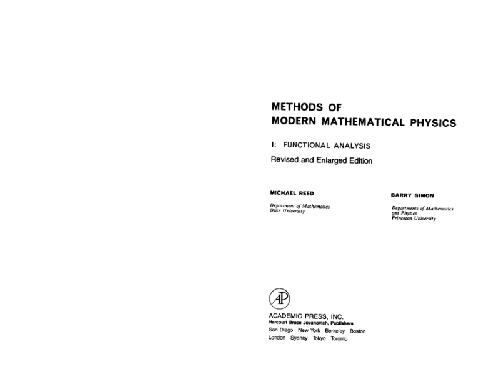 METHODS OF
MODERN MATHEMATICAL PHYSICS
I: FUNCTIONAL ANALYSIS
Revised and Enlarged Edition
MICHAEL REED
Department of Mathematics
Duke University
BARRY SIMON
Departments of Mathematics
and Physics
Princeton University
AP
ACADEMIC PRESS, INC.
Harcourt Brace Jovanovich, Publishers
San Diego New York Berkeley Boston
London Sydney Tokyo Toronto